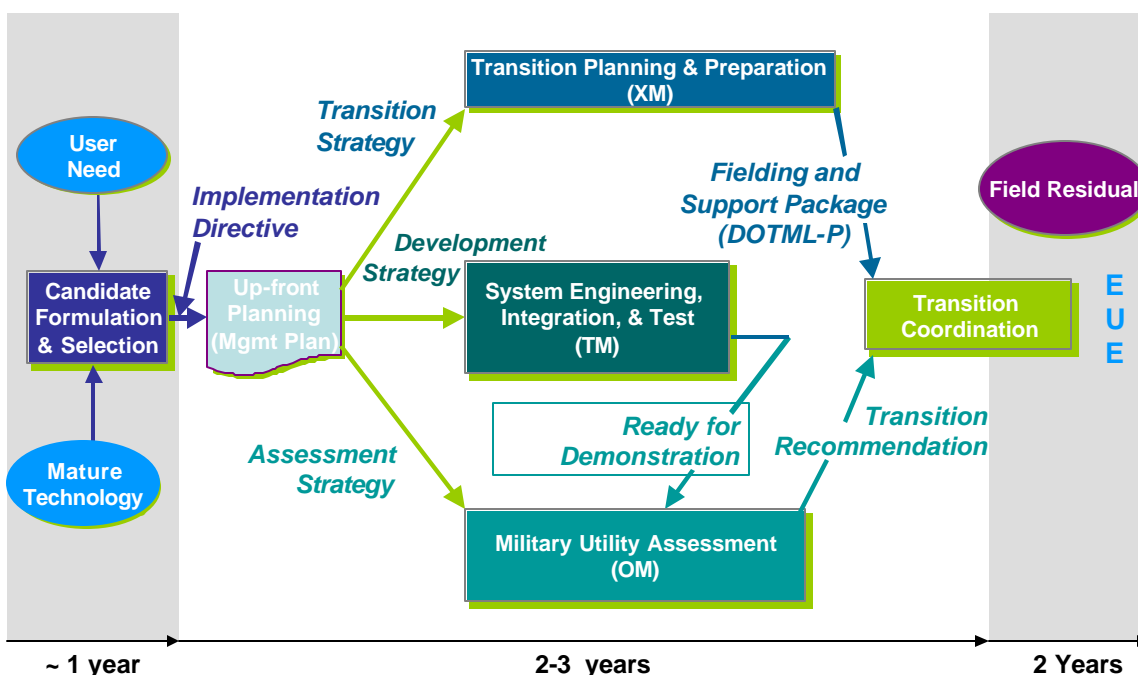 Transition Planning & Preparation
(XM)
Transition
Strategy
User
Need
Implementation
Directive
Fielding and
Support Package
(DOTML-P)
Field Residual
Development
Strategy
Candidate
Formulation
& Selection
Up-front
Planning
(Mgmt Plan)
System Engineering,
Integration, & Test
(TM)
Transition
Coordination
E
U
E
Ready for
Demonstration
Transition
Recommendation
Assessment
Strategy
Mature
Technology
Military Utility Assessment
(OM)
~ 1 year
2-3 years
2 Years